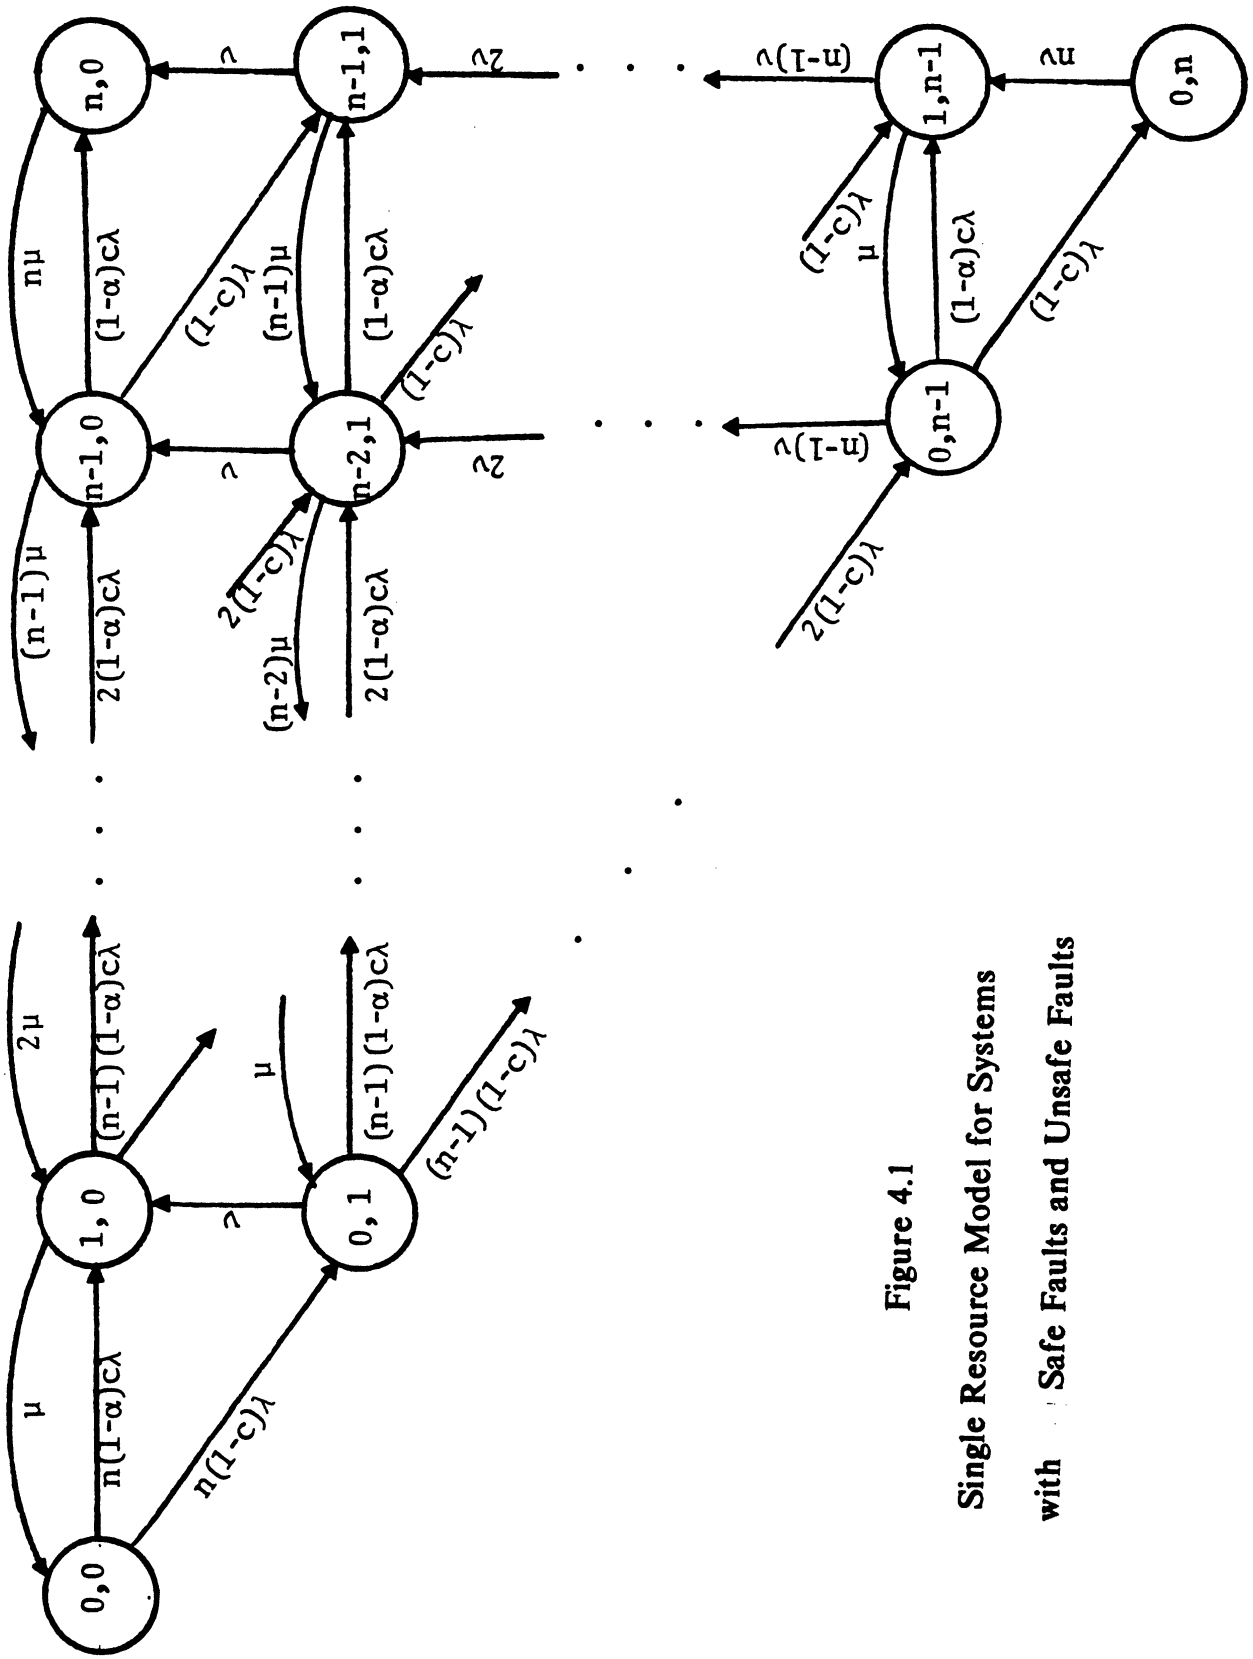 n,0
ν
n-1,1
2ν
(n-1)ν
1,n-1
nν
0,n
nμ
(1-α)cλ
(1-c)λ
(n-1)μ
(1-α)cλ
(1-c)λ
(1-c)λ
μ
(1-α)cλ
(1-c)λ
n-1,0
ν
n-2,1
2ν
(n-1)ν
0,n-1
(n-1)μ
2(1-α)cλ
2(1-c)λ
(n-2)μ
2(1-α)cλ
2(1-c)λ
2μ
(n-1)(1-α)cλ
μ
(n-1)(1-α)cλ
(n-1)(1-c)λ
1,0
ν
0,1
μ
n(1-α)cλ
n(1-c)λ
0,0
Figure 4.1
Single Resource Model for Systems
with Safe Faults and Unsafe Faults